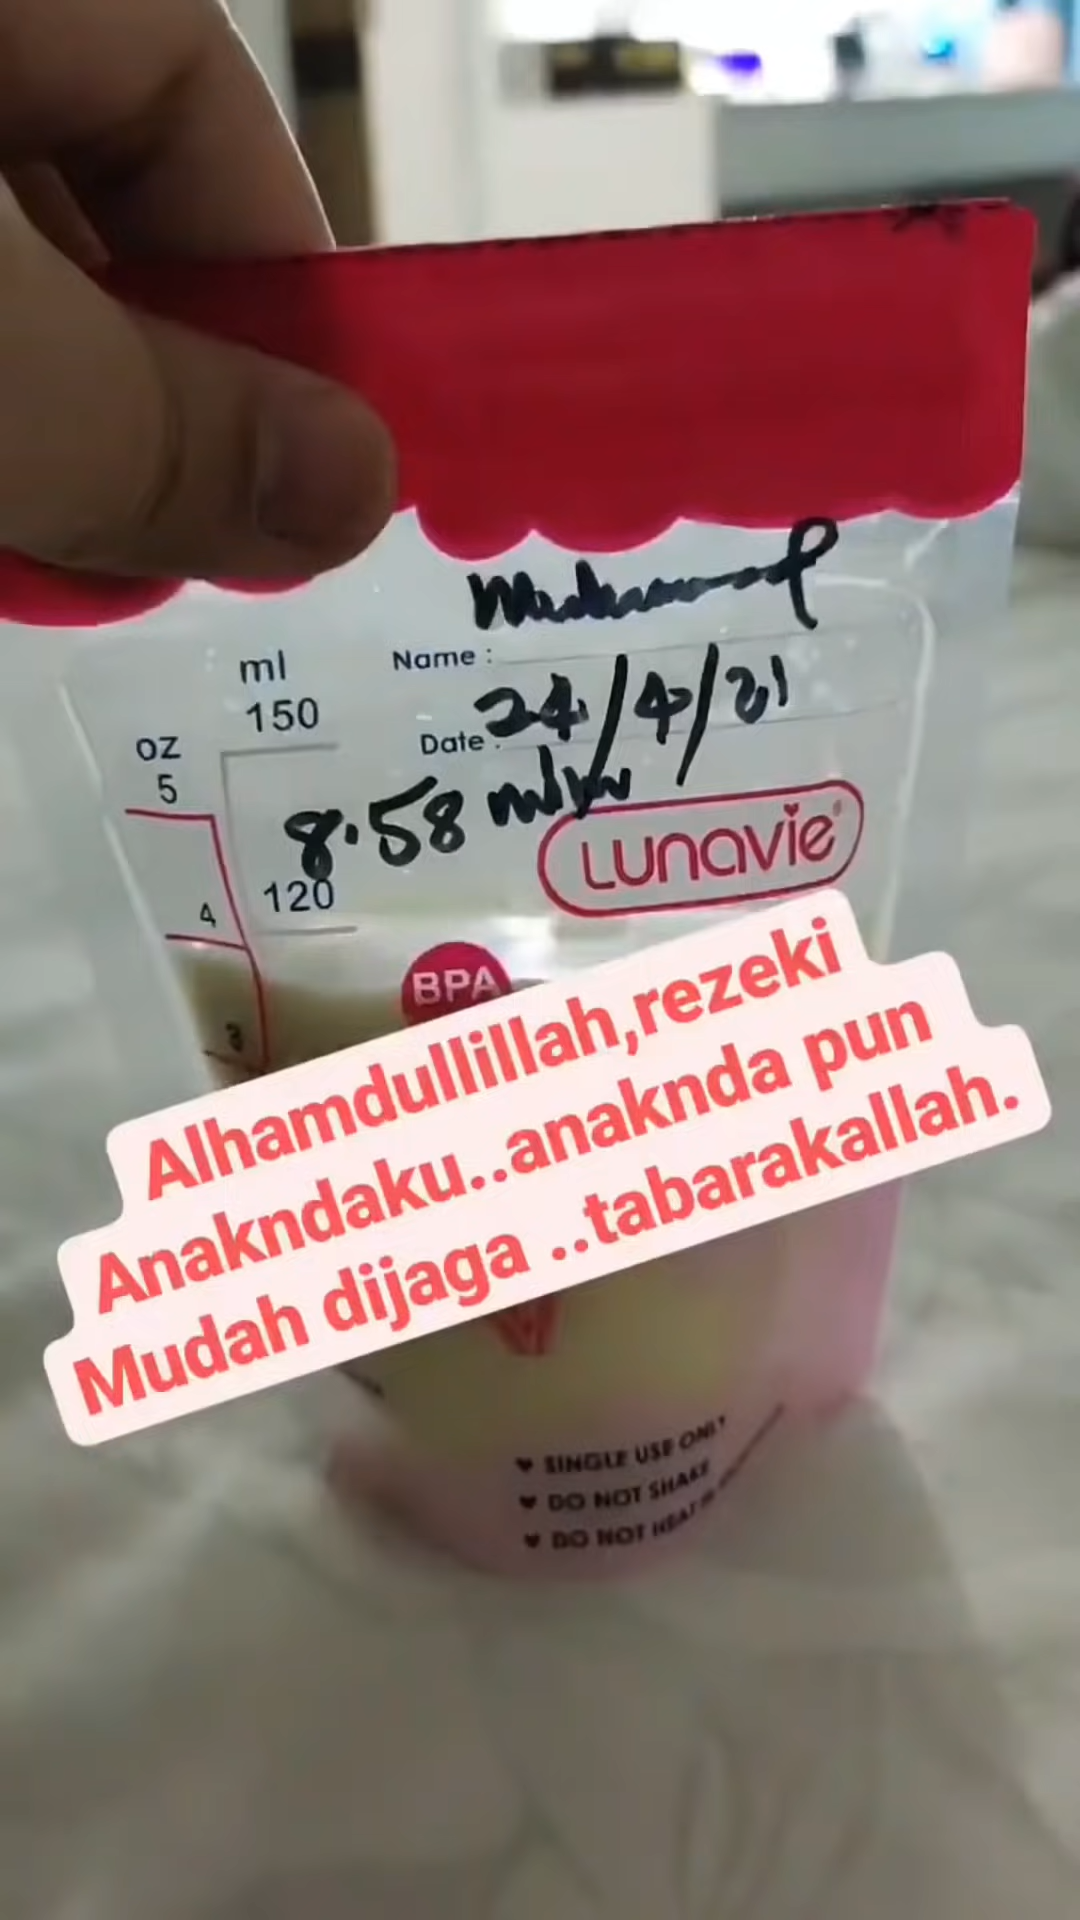 Muhammad
ml
Name :
150
24/4/21
oz
Date :
5
8.58
LUNAVIE
120
4
BPA
3
Alhamdullillah,rezeki
Anakndaku..anaknda pun
Mudah dijaga ..tabarakallah.
SINGLE USE ONLY
DO NOT SHAKE
DO NOT HEAT